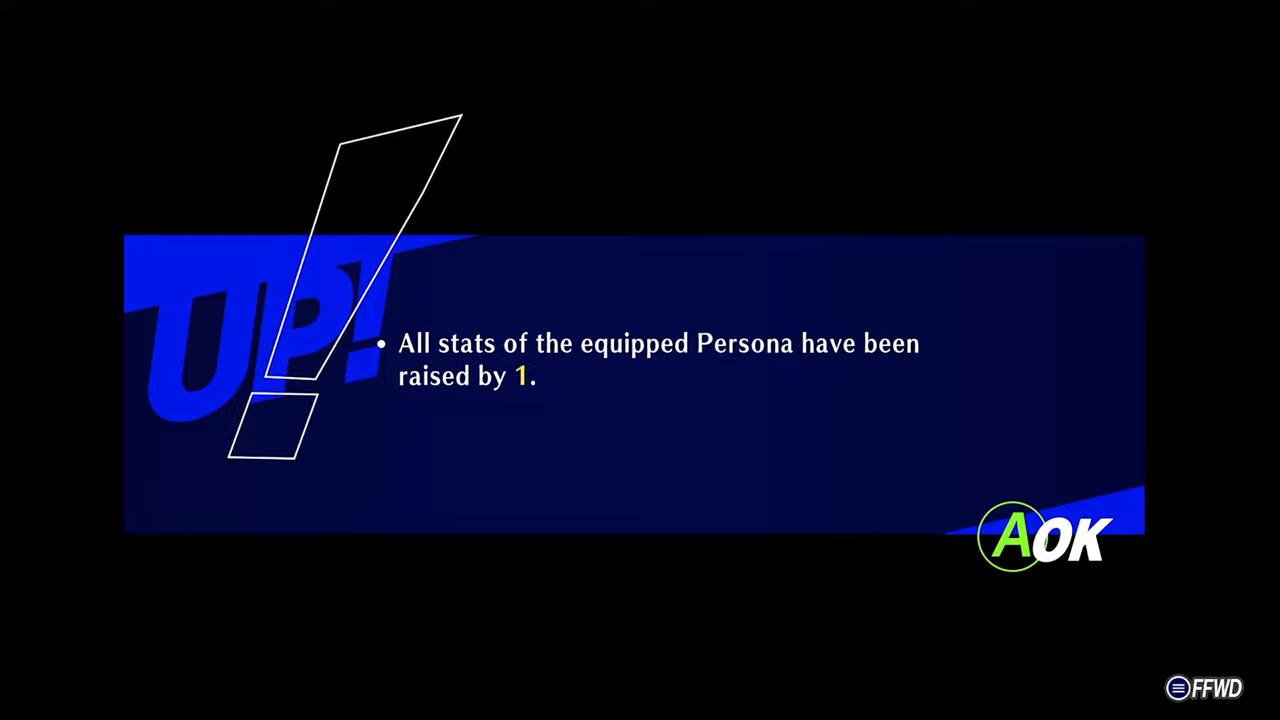 UP!
• All stats of the equipped Persona have been
raised by 1.
A OK
FFWD